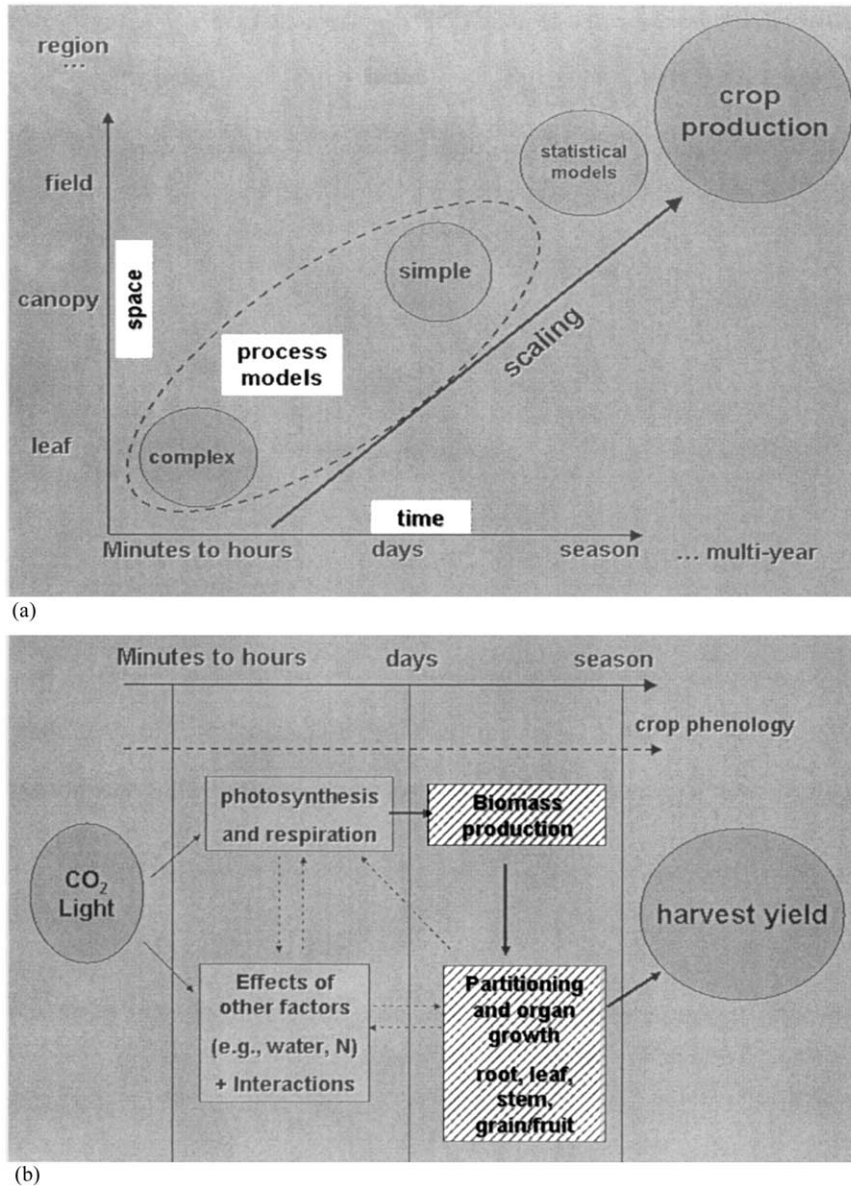 region
...
crop
production
statistical
models
field
space
simple
canopy
process
models
scaling
leaf
complex
time
Minutes to hours days season ... multi-year
(a)
Minutes to hours days season
crop phenology
photosynthesis
and respiration
Biomass
production
CO2
Light
harvest yield
Effects of
other factors
(e.g., water, N)
+ Interactions
Partitioning
and organ
growth
root, leaf,
stem,
grain/fruit
(b)